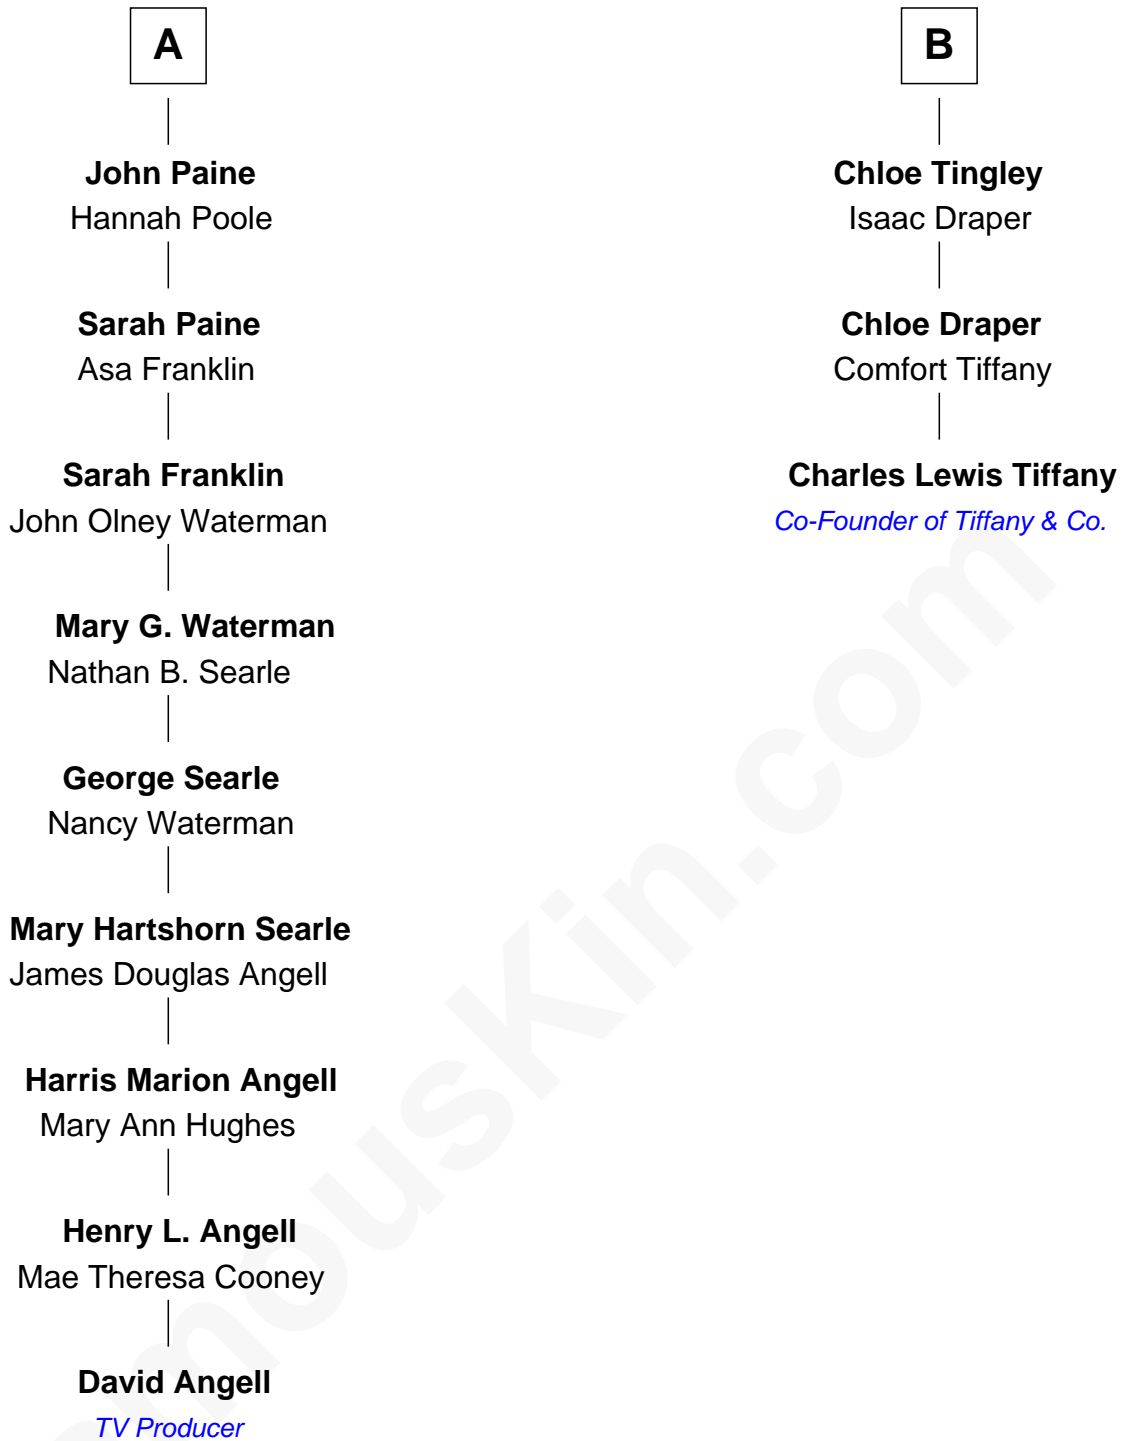 A
John Paine
Hannah Poole
Sarah Paine
Asa Franklin
Sarah Franklin
John Olney Waterman
Mary G. Waterman
Nathan B. Searle
George Searle
Nancy Waterman
Mary Hartshorn Searle
James Douglas Angell
Harris Marion Angell
Mary Ann Hughes
Henry L. Angell
Mae Theresa Cooney
David Angell
TV Producer
B
Chloe Tingley
Isaac Draper
Chloe Draper
Comfort Tiffany
Charles Lewis Tiffany
Co-Founder of Tiffany & Co.
mousKin.com